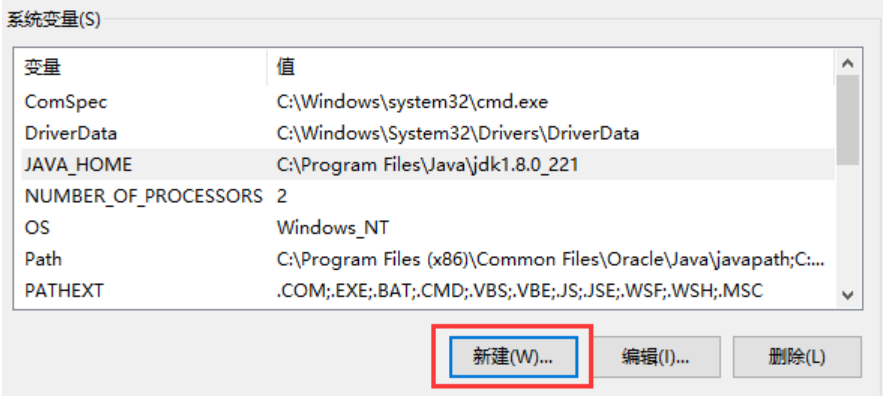 系统变量(S)
变量 值
ComSpec C:\Windows\system32\cmd.exe
DriverData C:\Windows\System32\Drivers\DriverData
JAVA_HOME C:\Program Files\Java\jdk1.8.0_221
NUMBER_OF_PROCESSORS 2
OS Windows_NT
Path C:\Program Files (x86)\Common Files\Oracle\Java\javapath;C:...
PATHEXT .COM;.EXE;.BAT;.CMD;.VBS;.VBE;.JS;.JSE;.WSF;.WSH;.MSC
新建(W)... 编辑(I)... 删除(L)